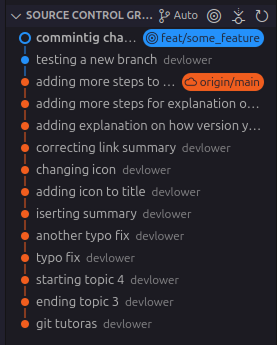 SOURCE CONTROL GR... Auto
commintig cha... feat/some_feature
testing a new branch devlower
adding more steps to ... origin/main
adding more steps for explanation o...
adding explanation on how version y...
correcting link summary devlower
changing icon devlower
adding icon to title devlower
iserting summary devlower
another typo fix devlower
typo fix devlower
starting topic 4 devlower
ending topic 3 devlower
git tutoras devlower